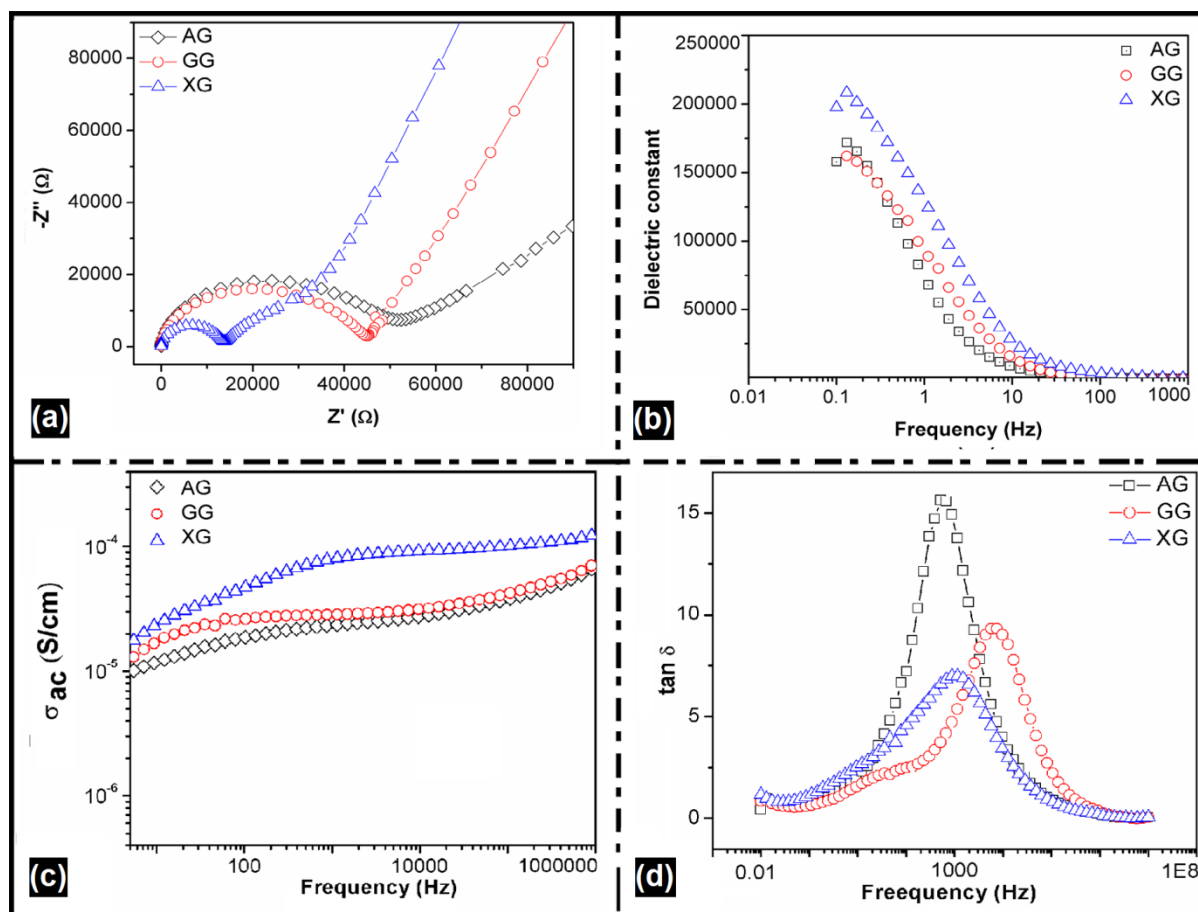 AG
GG
XG
80000
60000
40000
20000
0
-Z'' (Ω)
0 20000 40000 60000 80000
Z' (Ω)
(a)
250000
200000
150000
100000
50000
Dielectric constant
AG
GG
XG
0.01 0.1 1 10 100 1000
Frequency (Hz)
(b)
AG
GG
XG
10⁻⁴
10⁻⁵
10⁻⁶
σ ac (S/cm)
100 10000 1000000
Frequency (Hz)
(c)
AG
GG
XG
15
10
5
0
tan δ
0.01 1000 1E8
Freequency (Hz)
(d)